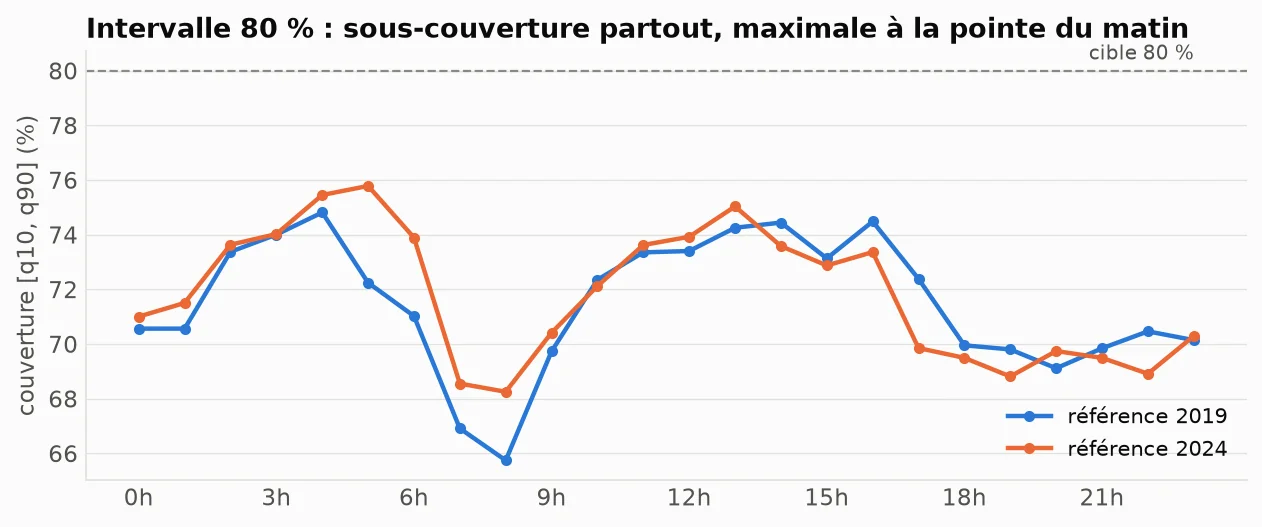 Intervalle 80 % : sous-couverture partout, maximale à la pointe du matin
cible 80 %
couverture [q10, q90] (%)
80
78
76
74
72
70
68
66
référence 2019
référence 2024
0h 3h 6h 9h 12h 15h 18h 21h